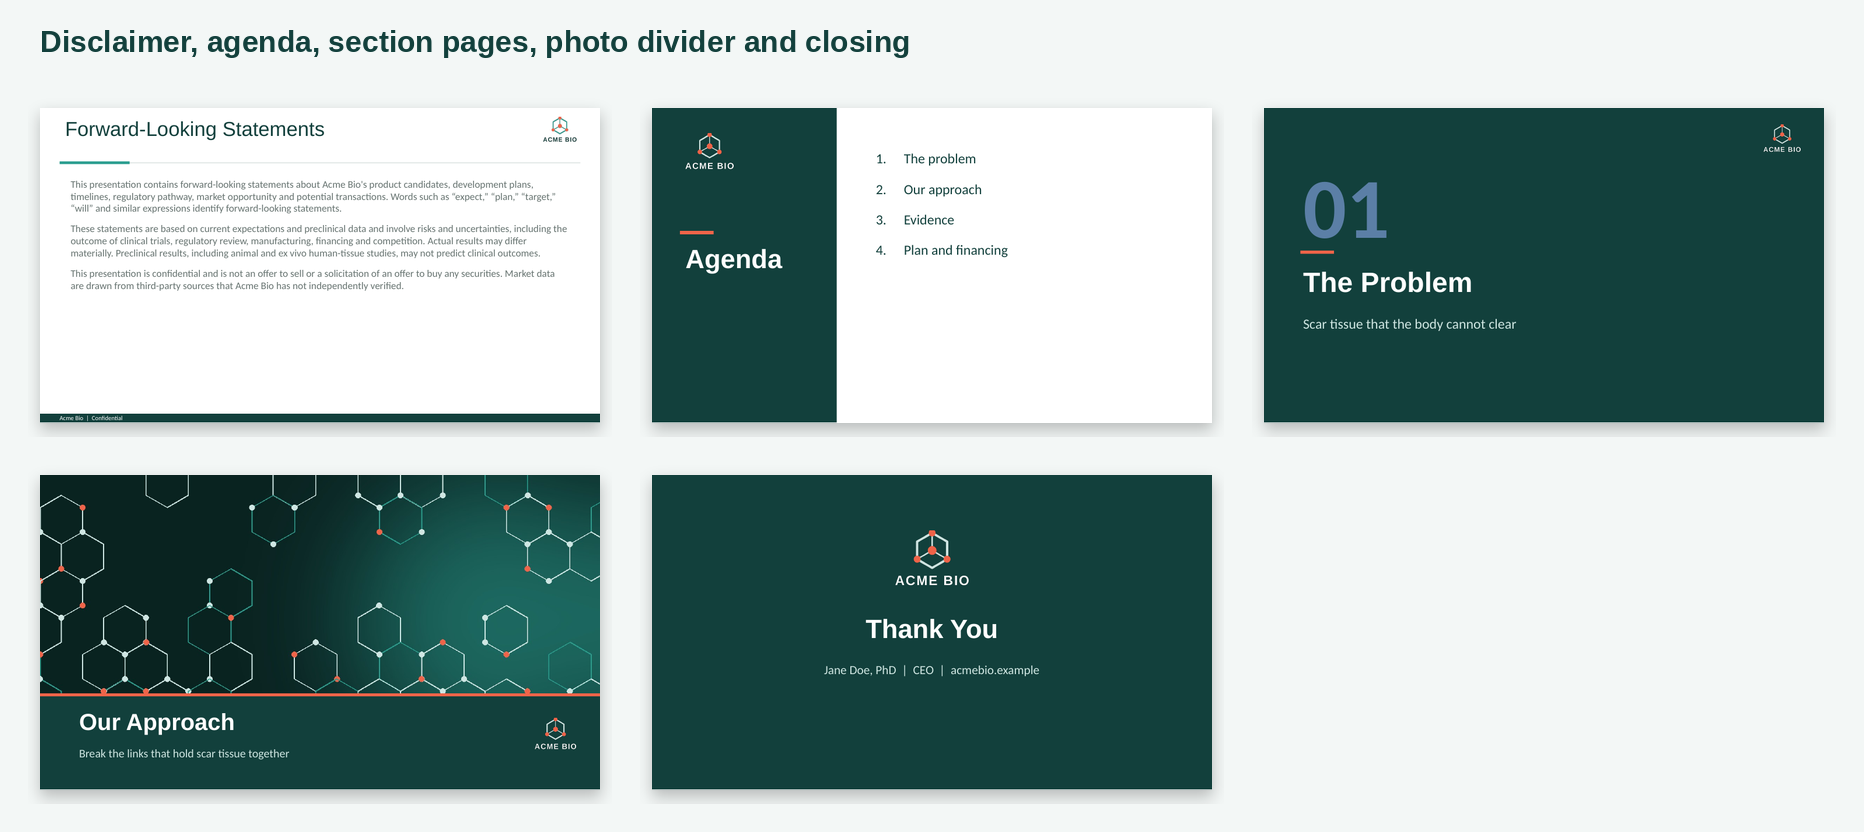 Disclaimer, agenda, section pages, photo divider and closing
Forward-Looking Statements
ACME BIO
This presentation contains forward-looking statements about Acme Bio's product candidates, development plans,
timelines, regulatory pathway, market opportunity and potential transactions. Words such as “expect,” “plan,” “target,”
“will” and similar expressions identify forward-looking statements.
These statements are based on current expectations and preclinical data and involve risks and uncertainties, including the
outcome of clinical trials, regulatory review, manufacturing, financing and competition. Actual results may differ
materially. Preclinical results, including animal and ex vivo human-tissue studies, may not predict clinical outcomes.
This presentation is confidential and is not an offer to sell or a solicitation of an offer to buy any securities. Market data
are drawn from third-party sources that Acme Bio has not independently verified.
Acme Bio | Confidential
ACME BIO
Agenda
1. The problem
2. Our approach
3. Evidence
4. Plan and financing
ACME BIO
01
The Problem
Scar tissue that the body cannot clear
Our Approach
Break the links that hold scar tissue together
ACME BIO
ACME BIO
Thank You
Jane Doe, PhD | CEO | acmebio.example